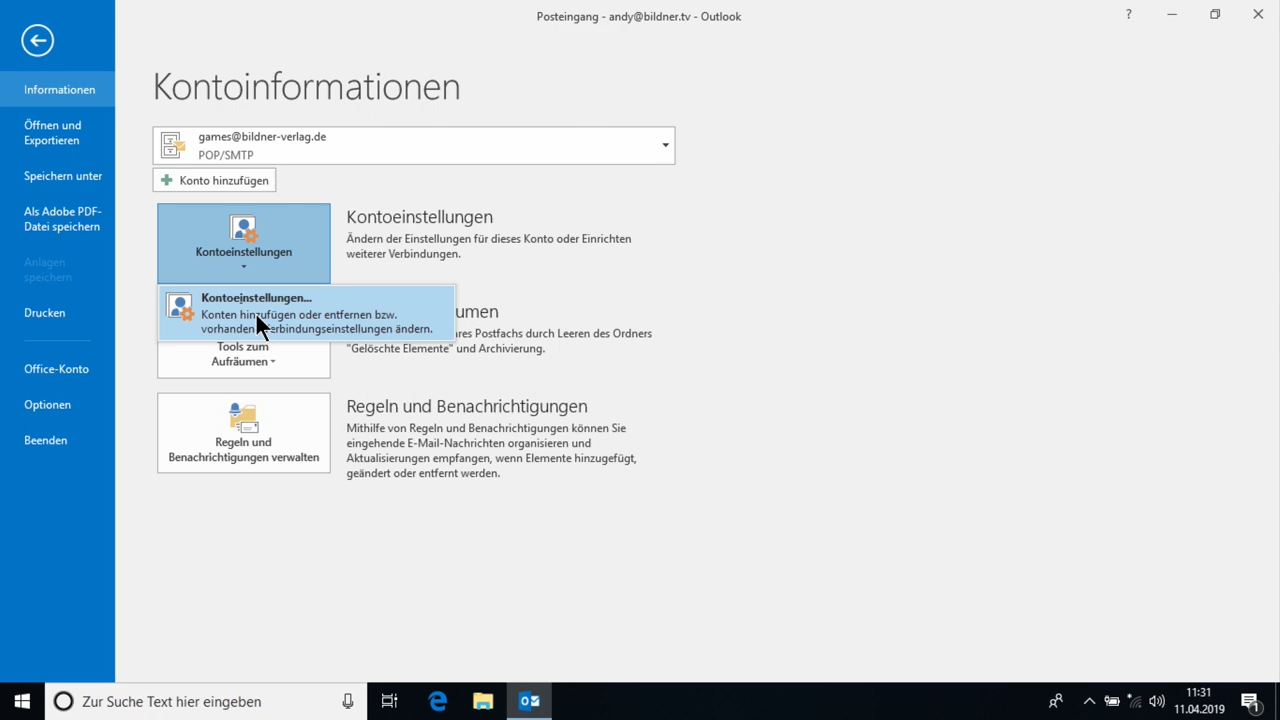 Posteingang - andy@bildner.tv - Outlook
?
Informationen
Öffnen und
Exportieren
Speichern unter
Als Adobe PDF-
Datei speichern
Anlagen
speichern
Drucken
Office-Konto
Optionen
Beenden
Kontoinformationen
games@bildner-verlag.de
POP/SMTP
Konto hinzufügen
Kontoeinstellungen
Kontoeinstellungen
Ändern der Einstellungen für dieses Konto oder Einrichten
weiterer Verbindungen.
Kontoeinstellungen...
Konten hinzufügen oder entfernen bzw.
vorhanden erbindungseinstellungen ändern.
umen
ares Postfachs durch Leeren des Ordners
"Gelöschte Elemente" und Archivierung.
Tools zum
Aufräumen
Regeln und
Benachrichtigungen verwalten
Regeln und Benachrichtigungen
Mithilfe von Regeln und Benachrichtigungen können Sie
eingehende E-Mail-Nachrichten organisieren und
Aktualisierungen empfangen, wenn Elemente hinzugefügt,
geändert oder entfernt werden.
Zur Suche Text hier eingeben
11:31
11.04.2019
1